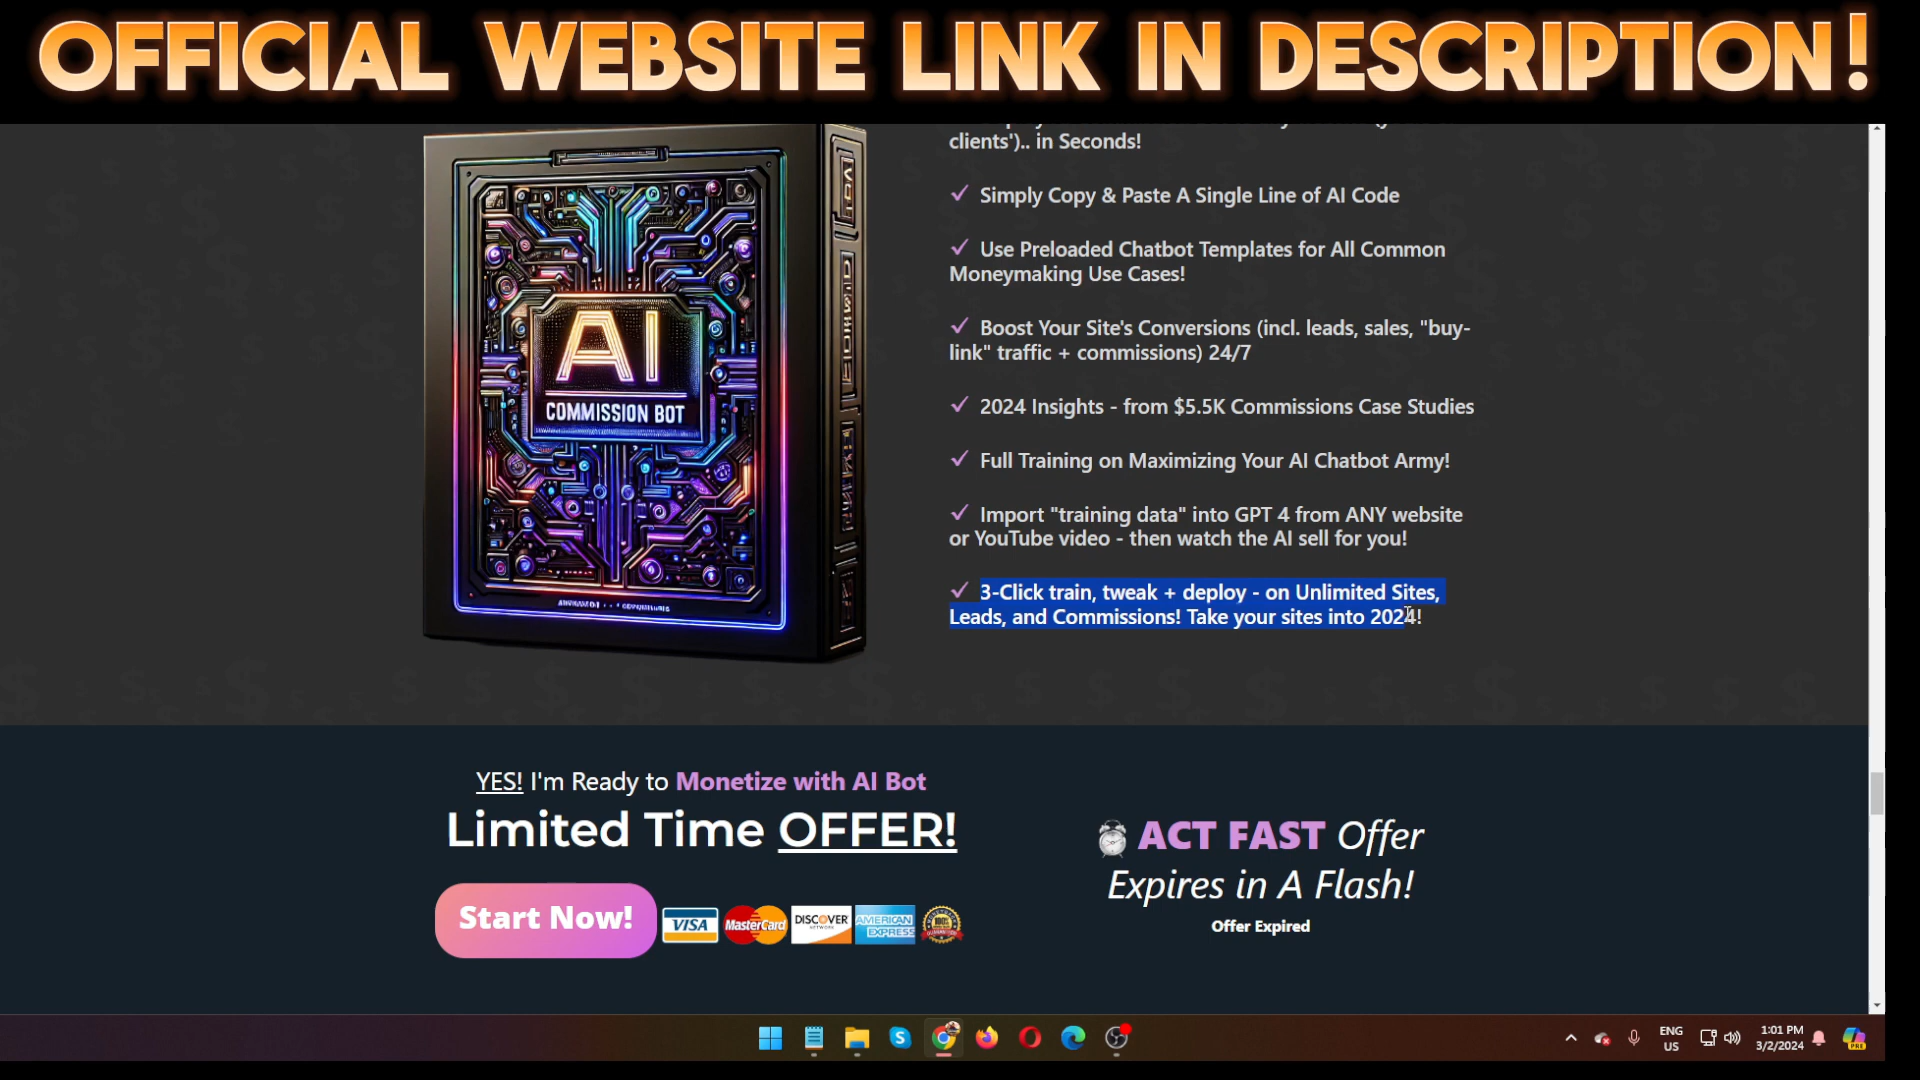 OFFICIAL WEBSITE LINK IN DESCRIPTION!
clients').. in Seconds!
✓ Simply Copy & Paste A Single Line of AI Code
✓ Use Preloaded Chatbot Templates for All Common
Moneymaking Use Cases!
✓ Boost Your Site's Conversions (incl. leads, sales, "buy-
link" traffic + commissions) 24/7
✓ 2024 Insights - from $5.5K Commissions Case Studies
✓ Full Training on Maximizing Your AI Chatbot Army!
✓ Import "training data" into GPT 4 from ANY website
or YouTube video - then watch the AI sell for you!
✓ 3-Click train, tweak + deploy - on Unlimited Sites,
Leads, and Commissions! Take your sites into 2024!
AI
COMMISSION BOT
YES! I'm Ready to Monetize with AI Bot
Limited Time OFFER!
Start Now!
VISA
MasterCard
DISCOVER
NETWORK
AMERICAN
EXPRESS
ACT FAST Offer
Expires in A Flash!
Offer Expired
ENG
US
1:01 PM
3/2/2024
PRE